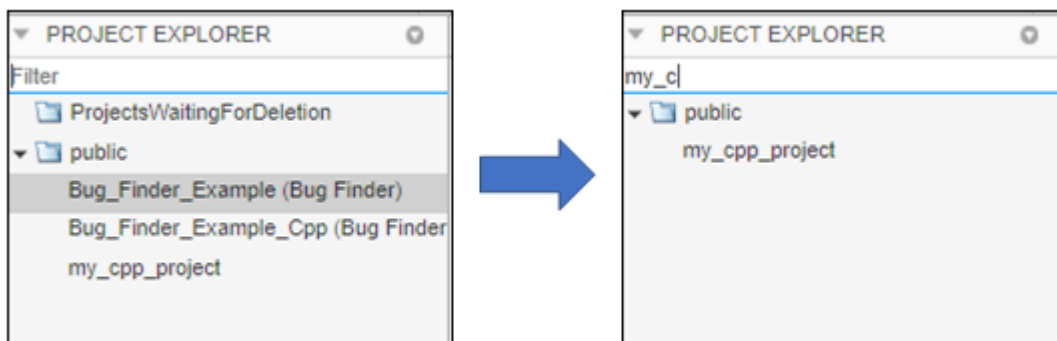 PROJECT EXPLORER
Filter
ProjectsWaitingForDeletion
public
Bug_Finder_Example (Bug Finder)
Bug_Finder_Example_Cpp (Bug Finder
my_cpp_project
PROJECT EXPLORER
my_c
public
my_cpp_project